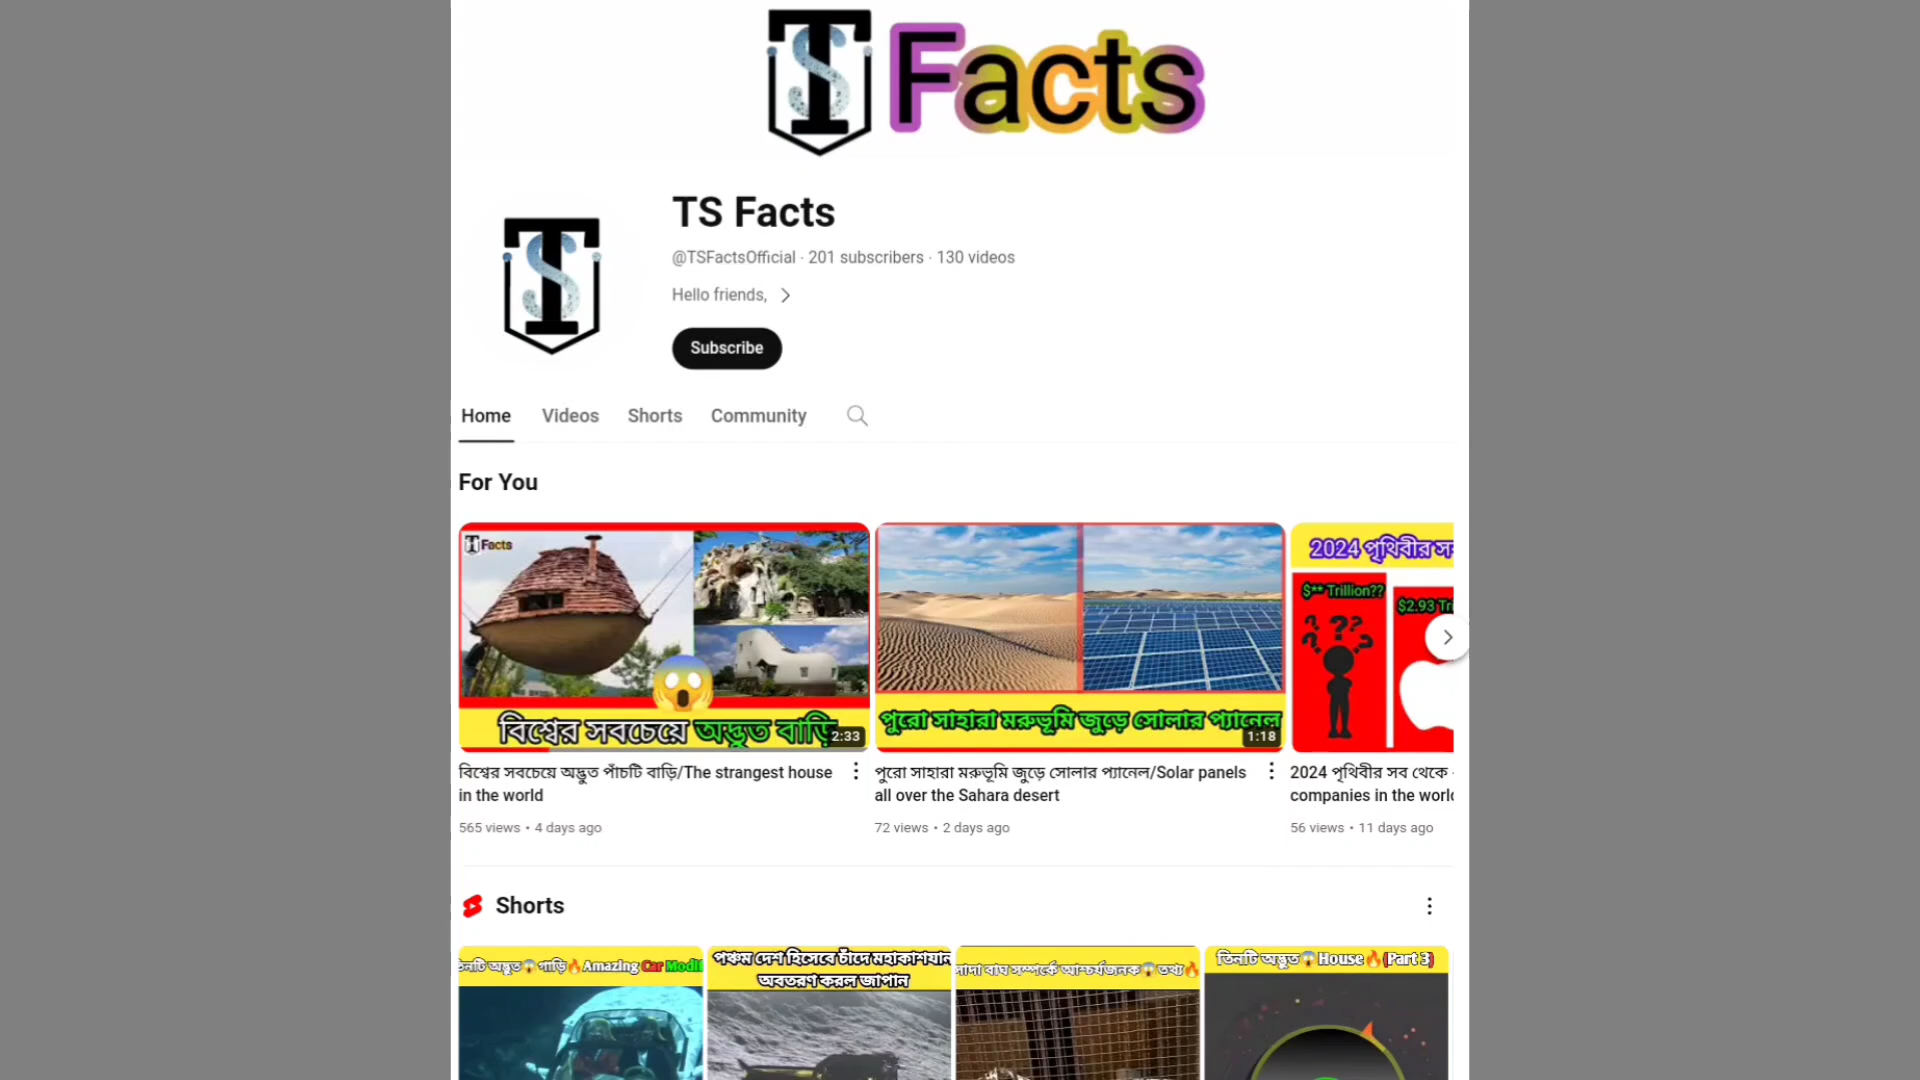 TS Facts
TS Facts
@TSFactsOfficial · 201 subscribers · 130 videos
Hello friends,
Subscribe
Home Videos Shorts Community
For You
TS Facts
বিশ্বের সবচেয়ে অদ্ভুত বাড়ি
2:33
পুরো সাহারা মরুভূমি জুড়ে সোলার প্যানেল
1:18
2024 পৃথিবীর
$** Trillion??
$2.93
বিশ্বের সবচেয়ে অদ্ভুত পাঁচটি বাড়ি/The strangest house
in the world
565 views • 4 days ago
পুরো সাহারা মরুভূমি জুড়ে সোলার প্যানেল/Solar panels
all over the Sahara desert
72 views • 2 days ago
2024 পৃথিবীর সব থেকে
companies in the
56 views • 11 days ago
Shorts
অদ্ভুত😱গাড়ি🔥Amazing Car
পঞ্চম দেশ হিসেবে চাঁদে মহাকাশযান
অবতরণ করল জাপান
বাঘ সম্পর্কে আশ্চর্যজনক😱তথ্য🔥
তিনটি অদ্ভুত😱House🔥(Part 3)